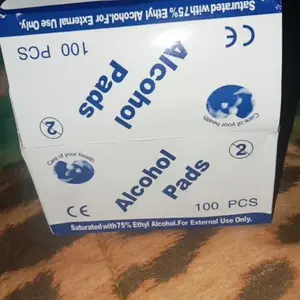 Saturated with 75% Ethyl Alcohol.For External Use Only.
100 PCS
CE
Alcohol
Pads
2
Care of your health
Care of your health
Alcohol
Pads
2
CE
100 PCS
Saturated with 75% Ethyl Alcohol.For External Use Only.